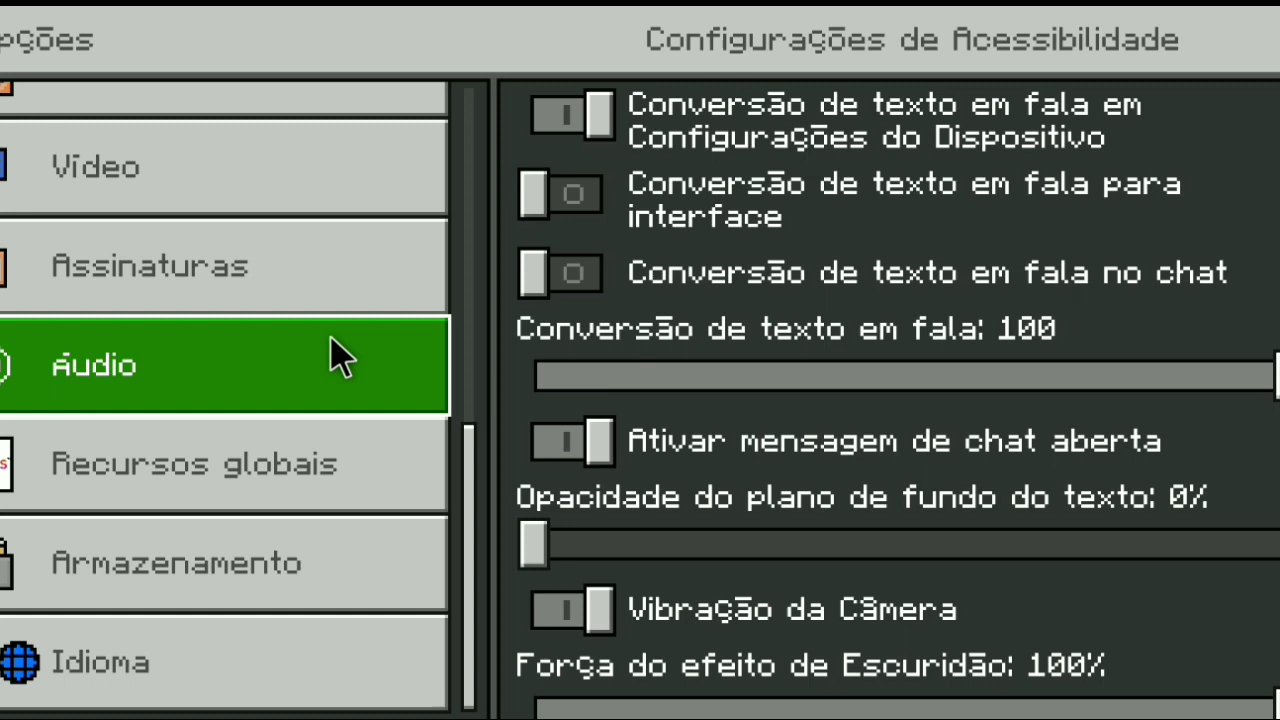 pções
Configurações de Acessibilidade
Vídeo
Assinaturas
Áudio
Recursos globais
Armazenamento
Idioma
Conversão de texto em fala em
Configurações do Dispositivo
Conversão de texto em fala para
interface
Conversão de texto em fala no chat
Conversão de texto em fala: 100
Ativar mensagem de chat aberta
Opacidade do plano de fundo do texto: 0%
Vibração da Câmera
Força do efeito de Escuridão: 100%